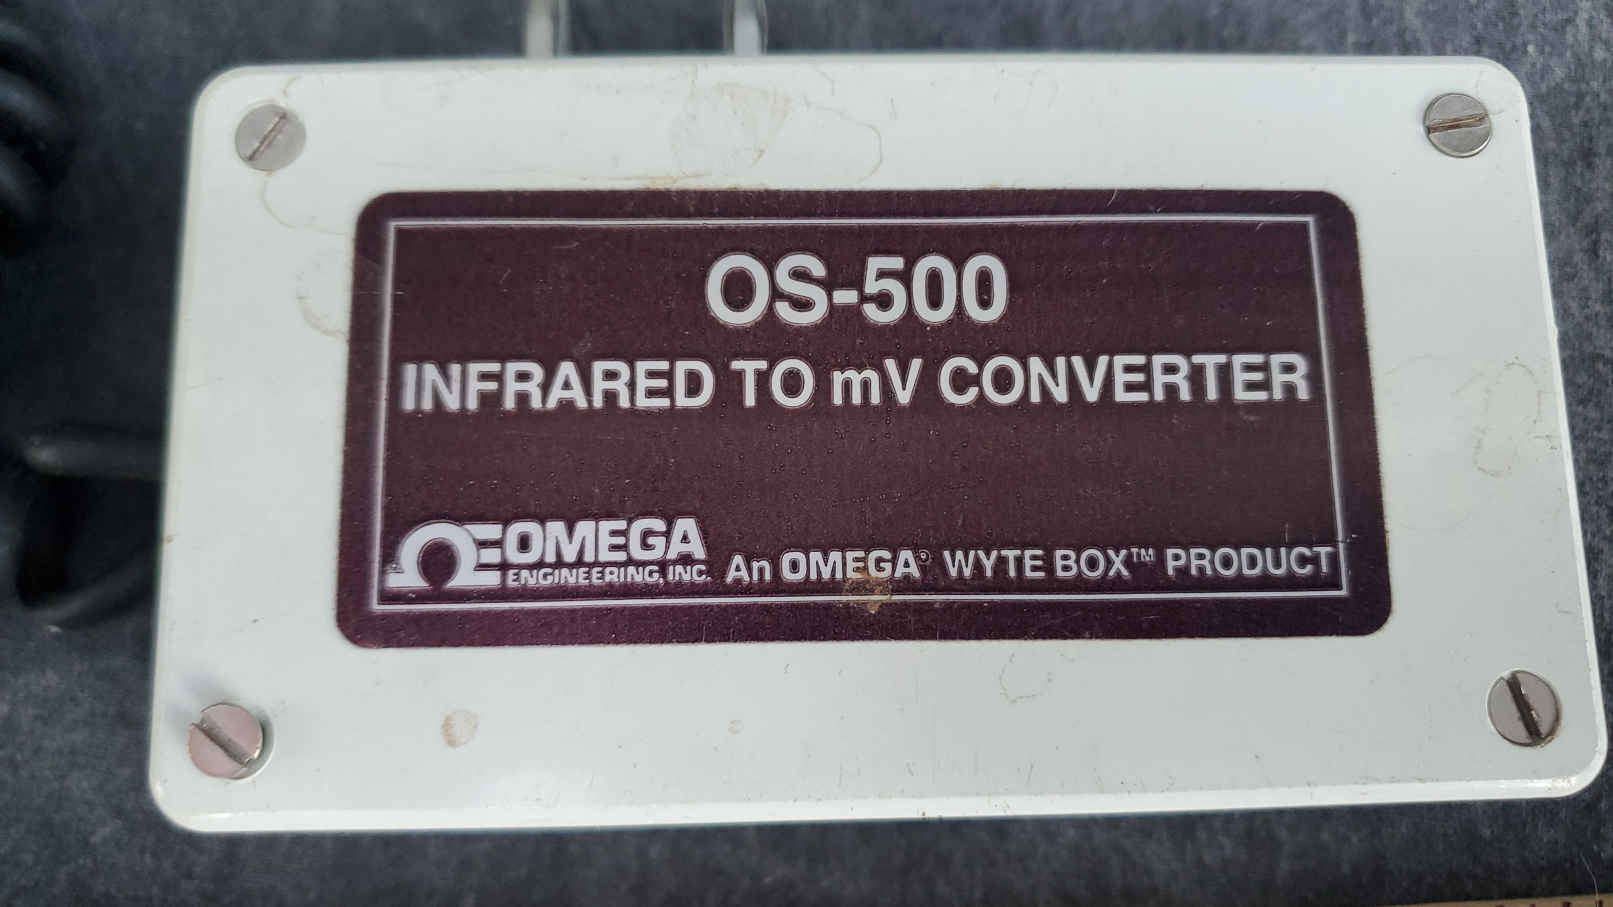 OS-500
INFRARED TO mV CONVERTER
OMEGA
ENGINEERING, INC.
An OMEGA® WYTE BOX™ PRODUCT